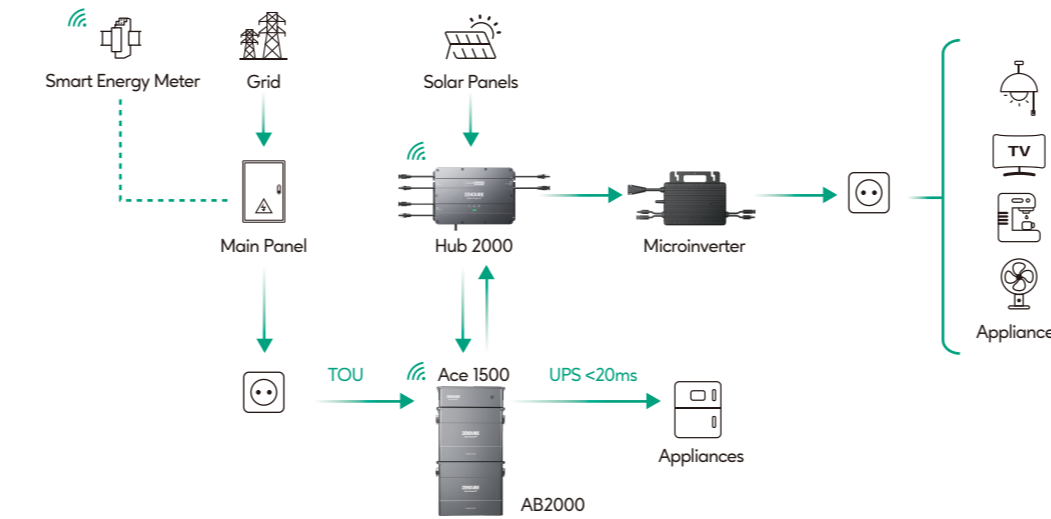 Smart Energy Meter
Grid
Solar Panels
Main Panel
Hub 2000
Microinverter
TV
Appliance
TOU
Ace 1500
UPS <20ms
Appliances
AB2000